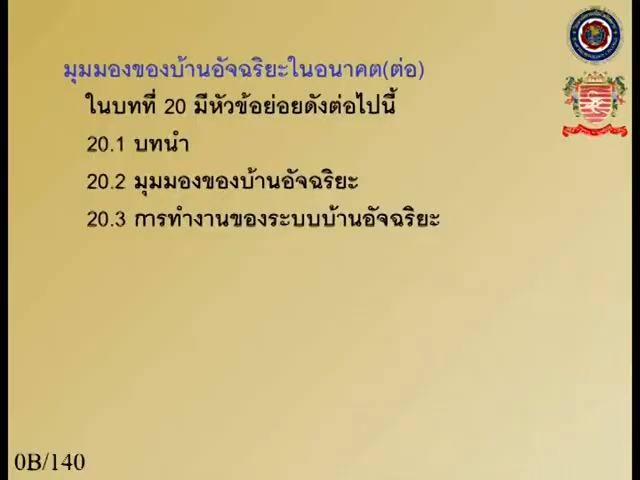 มุมมองของบ้านอัจฉริยะในอนาคต(ต่อ)
ในบทที่ 20 มีหัวข้อย่อยดังต่อไปนี้
20.1 บทนำ
20.2 มุมมองของบ้านอัจฉริยะ
20.3 การทำงานของระบบบ้านอัจฉริยะ
0B/140